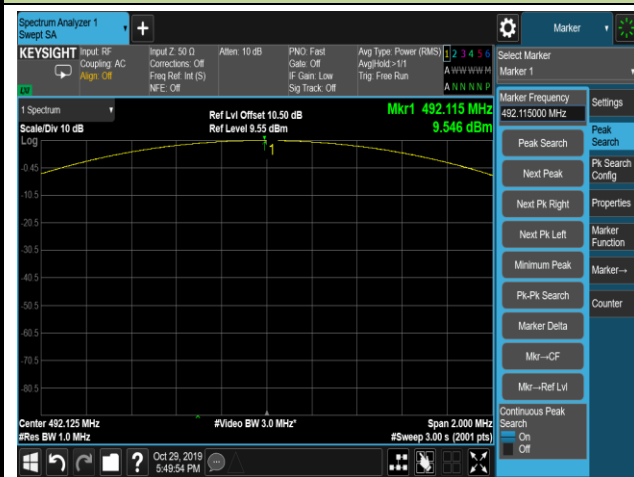 Spectrum Analyzer 1
Swept SA
Marker
KEYSIGHT
Input: RF
Coupling: AC
Align: Off
Input Z: 50 Ω
Corrections: Off
Freq Ref: Int (S)
NFE: Off
Atten: 10 dB
PNO: Fast
Gate: Off
IF Gain: Low
Sig Track: Off
Avg Type: Power (RMS)
Avg|Hold:>1/1
Trig: Free Run
1 2 3 4 5 6
A W W W W M
A N N N N P
Select Marker
Marker 1
1 Spectrum
Scale/Div 10 dB
Log
Ref Lvl Offset 10.50 dB
Ref Level 9.55 dBm
Mkr1 492.115 MHz
9.546 dBm
1
-0.45
-10.5
-20.5
-30.5
-40.5
-50.5
-60.5
-70.5
-80.5
Center 492.125 MHz
#Res BW 1.0 MHz
#Video BW 3.0 MHz*
Span 2.000 MHz
#Sweep 3.00 s (2001 pts)
Marker Frequency
492.115000 MHz
Peak Search
Next Peak
Next Pk Right
Next Pk Left
Minimum Peak
Pk-Pk Search
Marker Delta
Mkr→CF
Mkr→Ref Lvl
Continuous Peak
Search
On
Off
Settings
Peak
Search
Pk Search
Config
Properties
Marker
Function
Marker→
Counter
?
Oct 29, 2019
5:49:54 PM